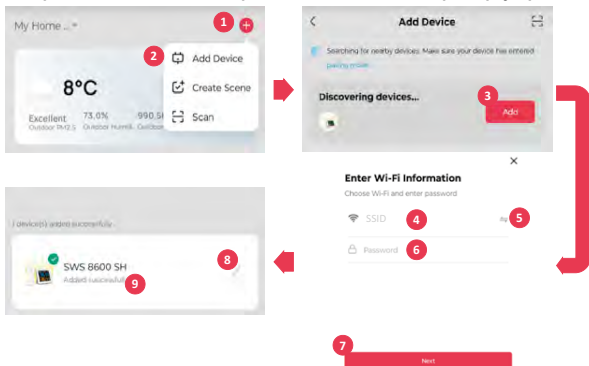 My Home ...
1
2
Add Device
Create Scene
Scan
8°C
Excellent
73.0%
990.5
Outdoor PM2.5
Outdoor Humidi
Outdoor
Add Device
Searching for nearby devices. Make sure your device has entered
pairing mode.
Discovering devices...
3
Add
Enter Wi-Fi Information
Choose Wi-Fi and enter password
SSID
4
5
Password
6
7
Next
1 device(s) added successfully
SWS 8600 SH
Added successfully
8
9